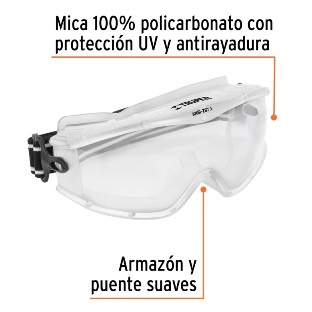 Mica 100% policarbonato con
protección UV y antirayadura
TRUPER
Armazón y
puente suaves